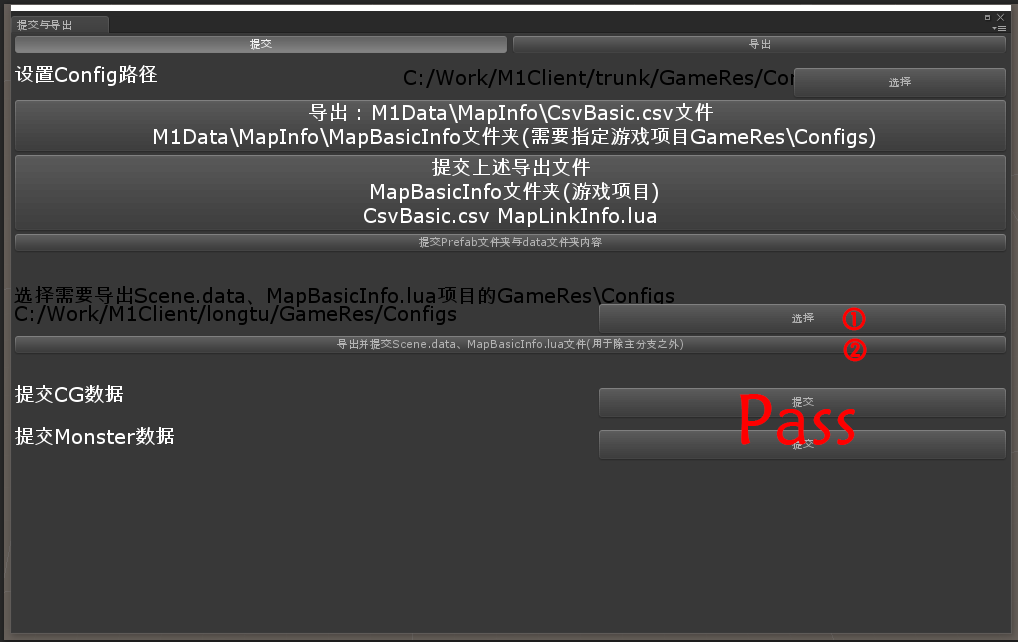 提交与导出
提交
导出
设置Config路径
C:/Work/M1Client/trunk/GameRes/Con
选择
导出：M1Data\MapInfo\CsvBasic.csv文件
M1Data\MapInfo\MapBasicInfo文件夹(需要指定游戏项目GameRes\Configs)
提交上述导出文件
MapBasicInfo文件夹(游戏项目)
CsvBasic.csv MapLinkInfo.lua
提交Prefab文件夹与data文件夹内容
选择需要导出Scene.data、MapBasicInfo.lua项目的GameRes\Configs
C:/Work/M1Client/longtu/GameRes/Configs
选择
①
导出并提交Scene.data、MapBasicInfo.lua文件(用于除主分支之外)
②
提交CG数据
提交
Pass
提交Monster数据
提交